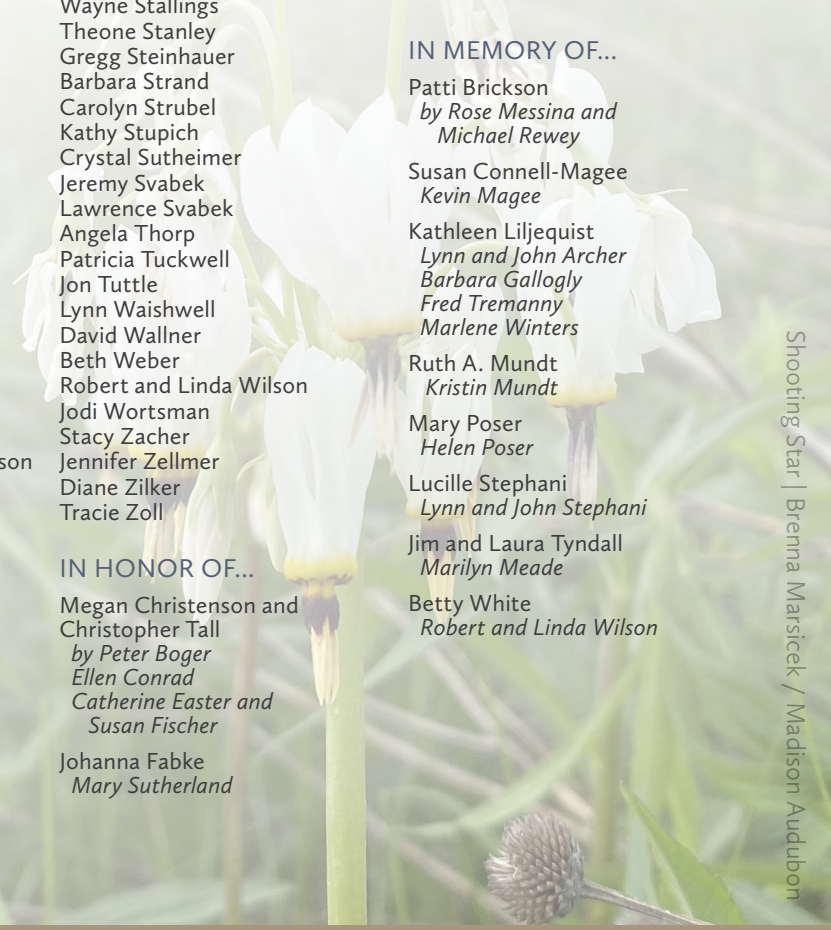 Wayne Stallings
Theone Stanley
Gregg Steinhauer
Barbara Strand
Carolyn Strubel
Kathy Stupich
Crystal Sutheimer
Jeremy Svabek
Lawrence Svabek
Angela Thorp
Patricia Tuckwell
Jon Tuttle
Lynn Waishwell
David Wallner
Beth Weber
Robert and Linda Wilson
Jodi Wortsman
Stacy Zacher
son
Jennifer Zellmer
Diane Zilker
Tracie Zoll
IN HONOR OF...
Megan Christenson and
Christopher Tall
by Peter Boger
Ellen Conrad
Catherine Easter and
Susan Fischer
Johanna Fabke
Mary Sutherland
IN MEMORY OF...
Patti Brickson
by Rose Messina and
Michael Rewey
Susan Connell-Magee
Kevin Magee
Kathleen Liljequist
Lynn and John Archer
Barbara Gallogly
Fred Tremanny
Marlene Winters
Ruth A. Mundt
Kristin Mundt
Mary Poser
Helen Poser
Lucille Stephani
Lynn and John Stephani
Jim and Laura Tyndall
Marilyn Meade
Betty White
Robert and Linda Wilson
Shooting Star | Brenna Marsicek / Madison Audubon